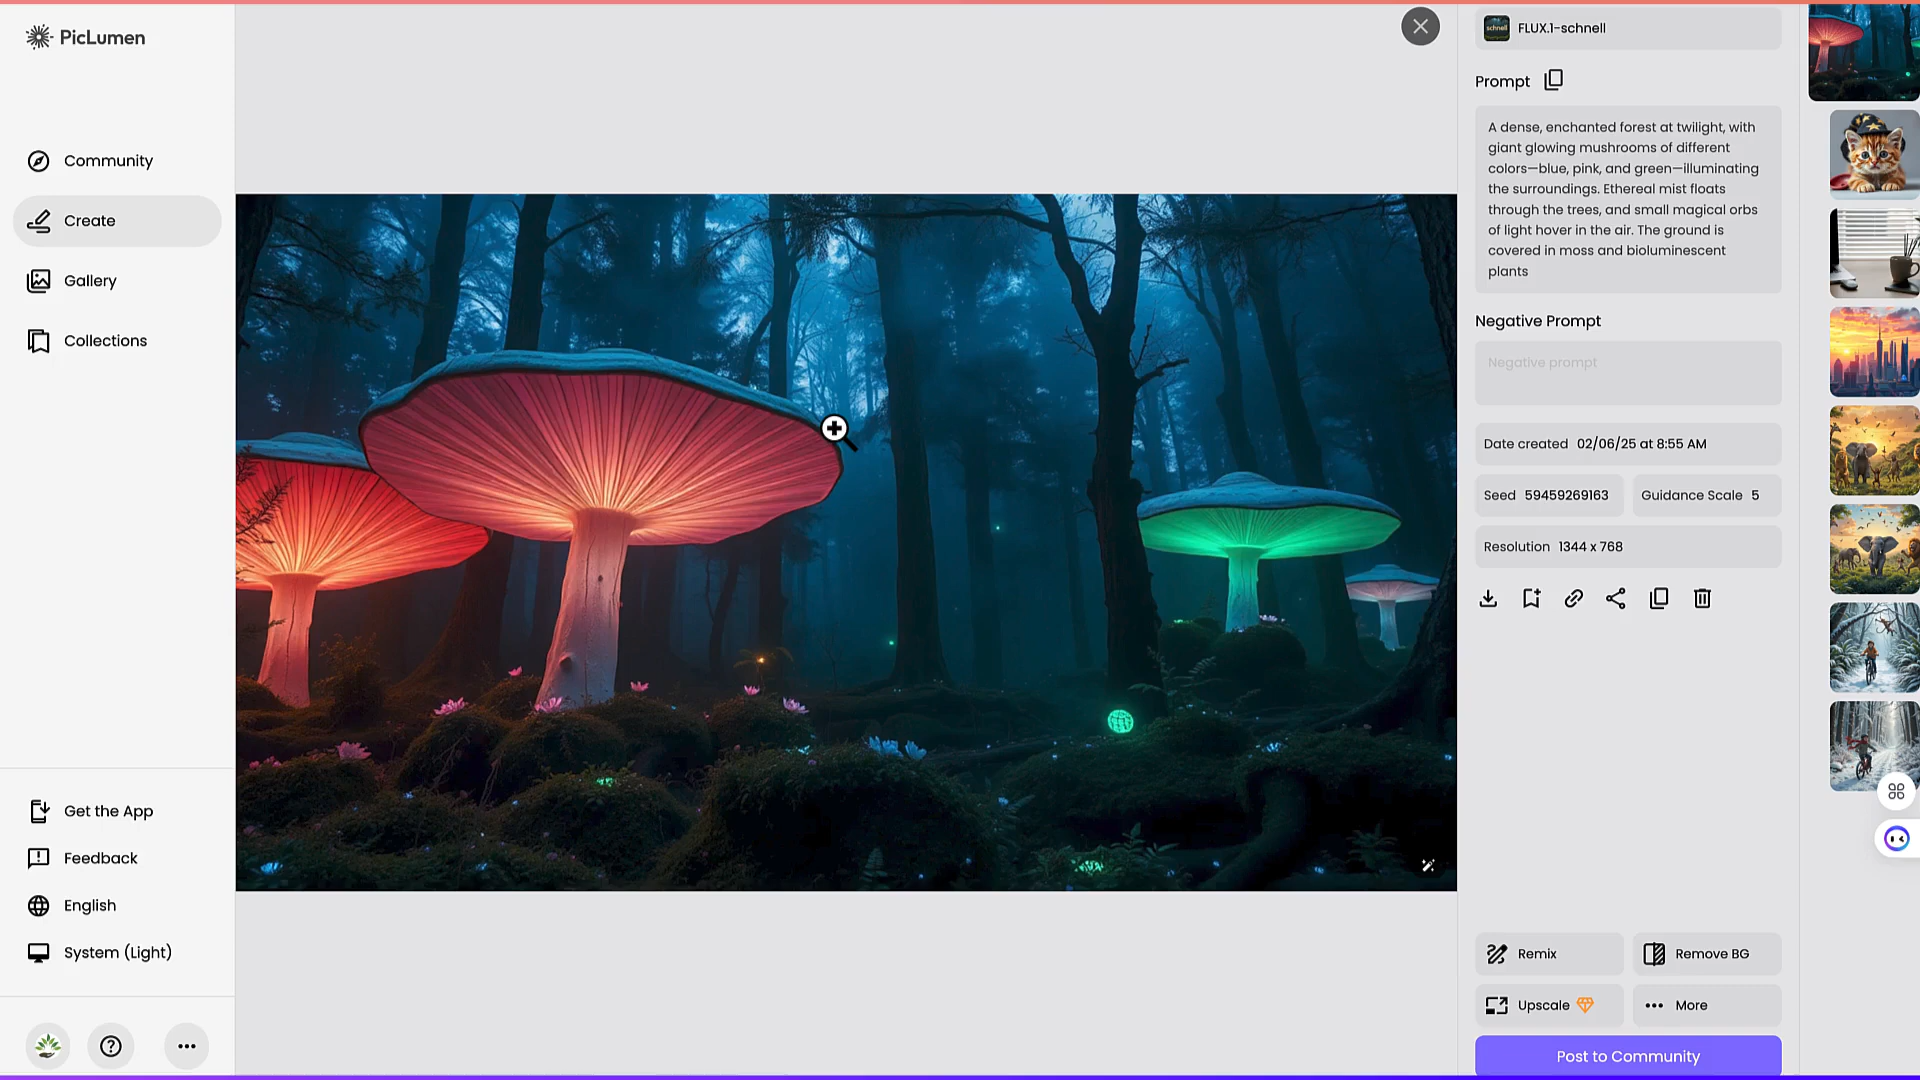 PicLumen
Community
Create
Gallery
Collections
Get the App
Feedback
English
System (Light)
schnell
FLUX.1-schnell
Prompt
A dense, enchanted forest at twilight, with
giant glowing mushrooms of different
colors—blue, pink, and green—illuminating
the surroundings. Ethereal mist floats
through the trees, and small magical orbs
of light hover in the air. The ground is
covered in moss and bioluminescent
plants
Negative Prompt
Negative prompt
Date created 02/06/25 at 8:55 AM
Seed 59459269163
Guidance Scale 5
Resolution 1344 x 768
Remix
Remove BG
Upscale
More
Post to Community